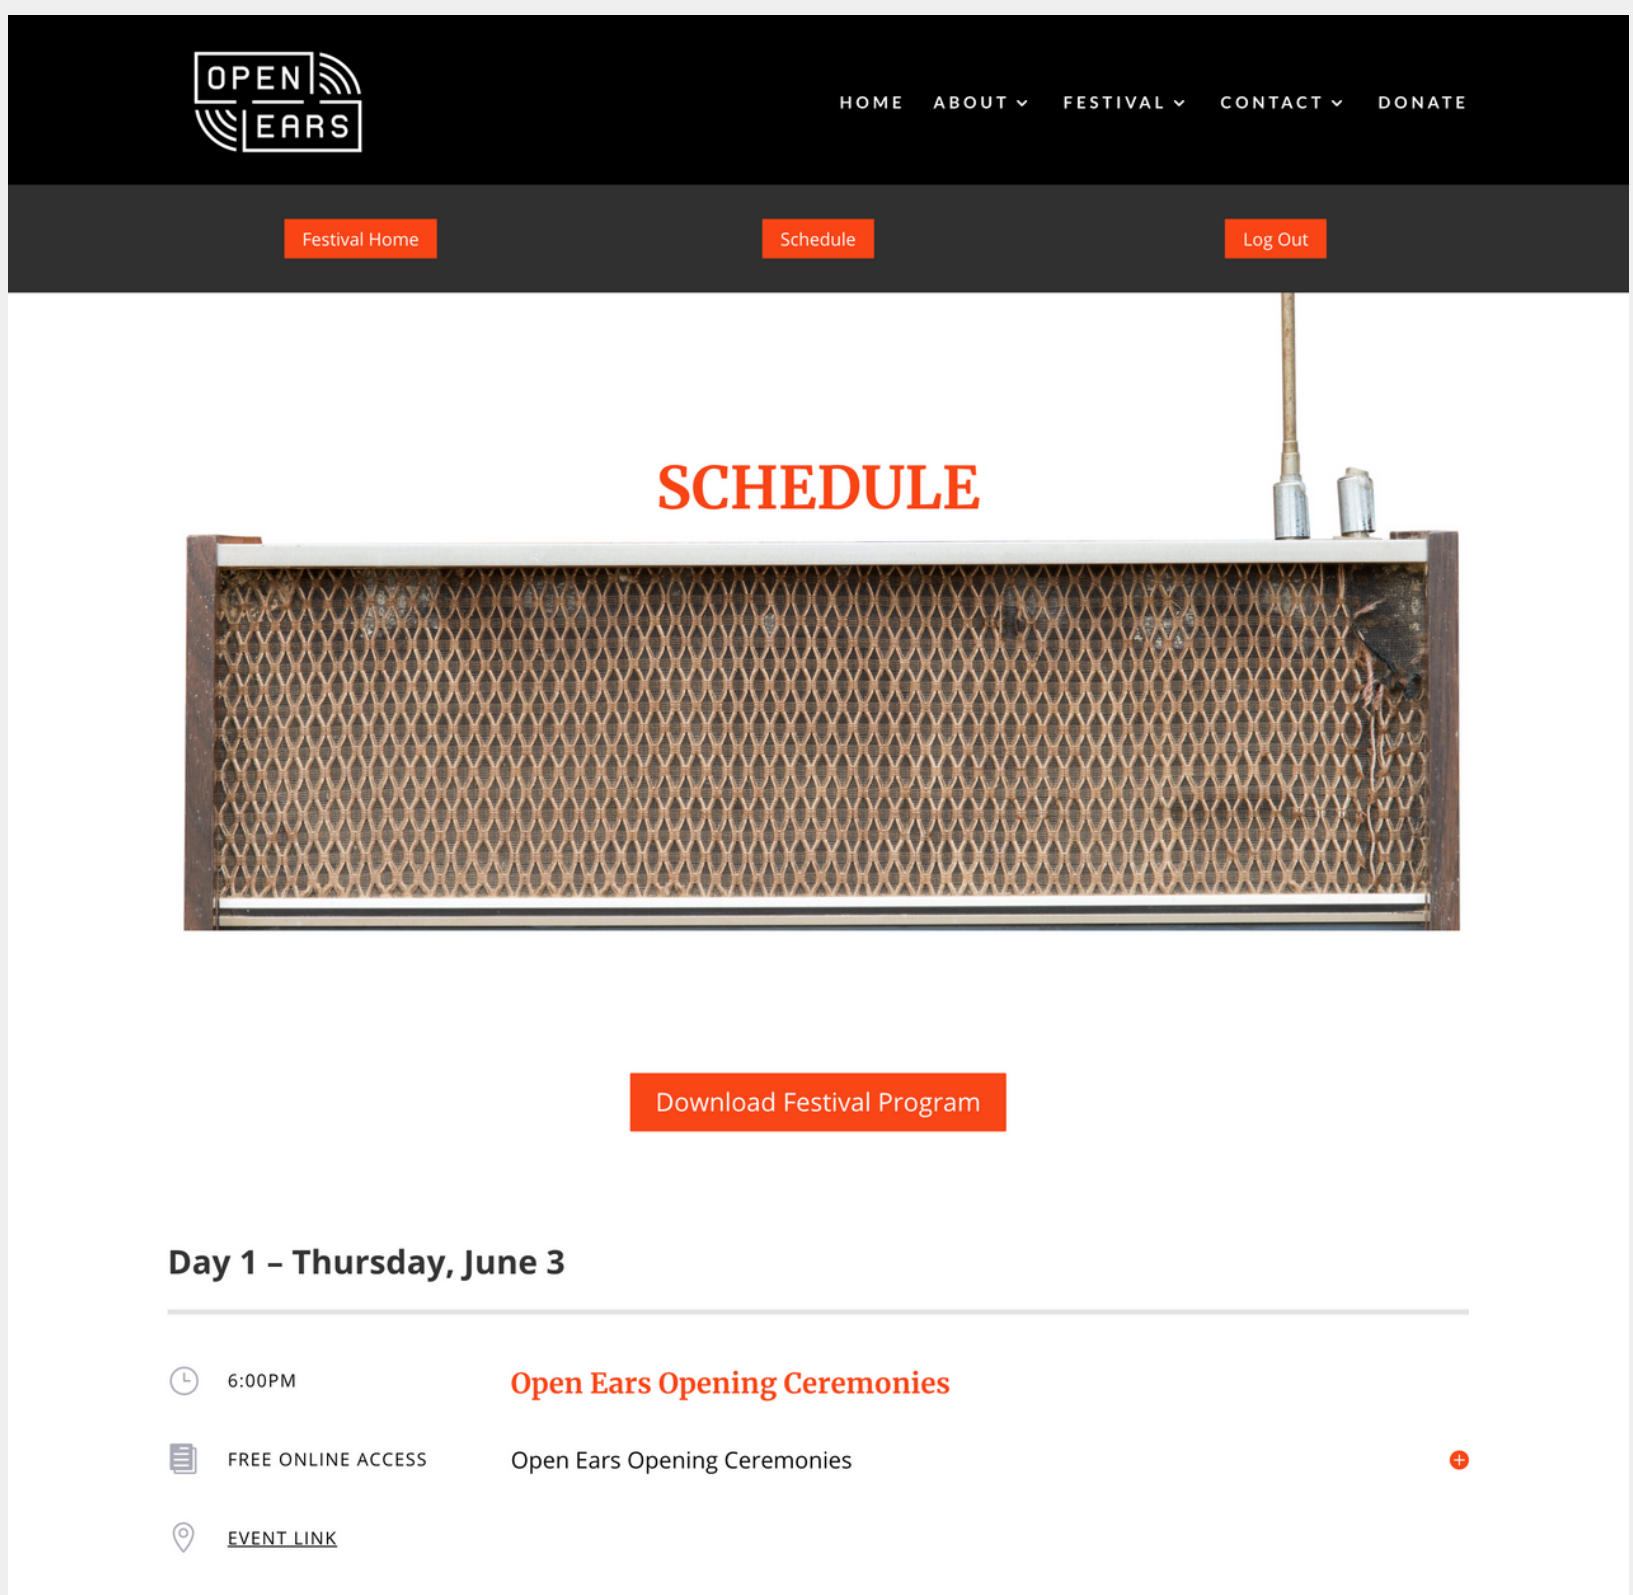 OPEN
EARS
HOME ABOUT FESTIVAL CONTACT DONATE
Festival Home Schedule Log Out
SCHEDULE
Download Festival Program
Day 1 – Thursday, June 3
6:00PM Open Ears Opening Ceremonies
FREE ONLINE ACCESS Open Ears Opening Ceremonies
EVENT LINK